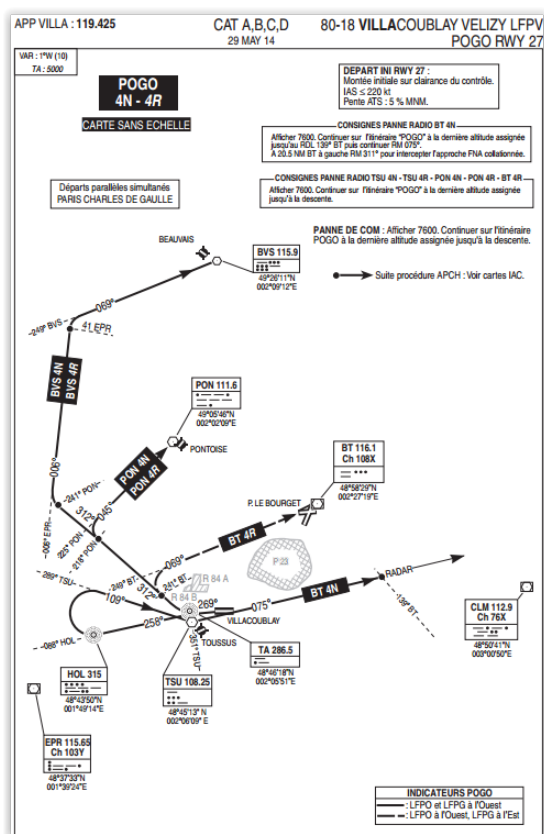 APP VILLA : 119.425
CAT A,B,C,D
29 MAY 14
80-18 VILLACOUBLAY VELIZY LFPV
POGO RWY 27
VAR : 1°W (10)
TA : 5000
POGO
4N - 4R
CARTE SANS ECHELLE
DEPART INI RWY 27 :
Montée initiale sur clairance du contrôle.
IAS ≤ 220 kt
Pente ATS : 5 % MNM.
CONSIGNES PANNE RADIO BT 4N
Afficher 7600. Continuer sur l'itinéraire "POGO" à la dernière altitude assignée
jusqu'au RDL 139° BT puis continuer RM 075°.
A 20.5 NM BT à gauche RM 311° pour intercepter l'approche FNA collationnée.
CONSIGNES PANNE RADIO TSU 4N - TSU 4R - PON 4N - PON 4R - BT 4R
Afficher 7600. Continuer sur l'itinéraire "POGO" à la dernière altitude assignée
jusqu'à la descente.
Départs parallèles simultanés
PARIS CHARLES DE GAULLE
PANNE DE COM : Afficher 7600. Continuer sur l'itinéraire
POGO à la dernière altitude assignée jusqu'à la descente.
Suite procédure APCH : Voir cartes IAC.
BEAUVAIS
BVS 115.9
49°26'11"N
002°09'12"E
069°
249° BVS
41 EPR
BVS 4N
BVS 4R
006°
006° EPR
PON 111.6
49°05'46"N
002°02'09"E
PONTOISE
PON 4N
PON 4R
045°
241° PON
312°
225° PON
218° PON
BT 116.1
Ch 108X
48°58'29"N
002°27'19"E
P. LE BOURGET
BT 4R
069°
249° BT
241° BT
312°
P 23
R 84 A
R 84 B
289° TSU
109°
269°
075°
BT 4N
RADAR
139° BT
VILLACOUBLAY
258°
088° HOL
TOUSSUS
351° TSU
CLM 112.9
Ch 76X
48°50'41"N
003°00'50"E
TA 286.5
48°46'18"N
002°05'51"E
HOL 315
48°43'50"N
001°49'14"E
TSU 108.25
48°45'13" N
002°06'09" E
EPR 115.65
Ch 103Y
48°37'33"N
001°39'24"E
INDICATEURS POGO
: LFPO et LFPG à l'Ouest
: LFPO à l'Ouest, LFPG à l'Est